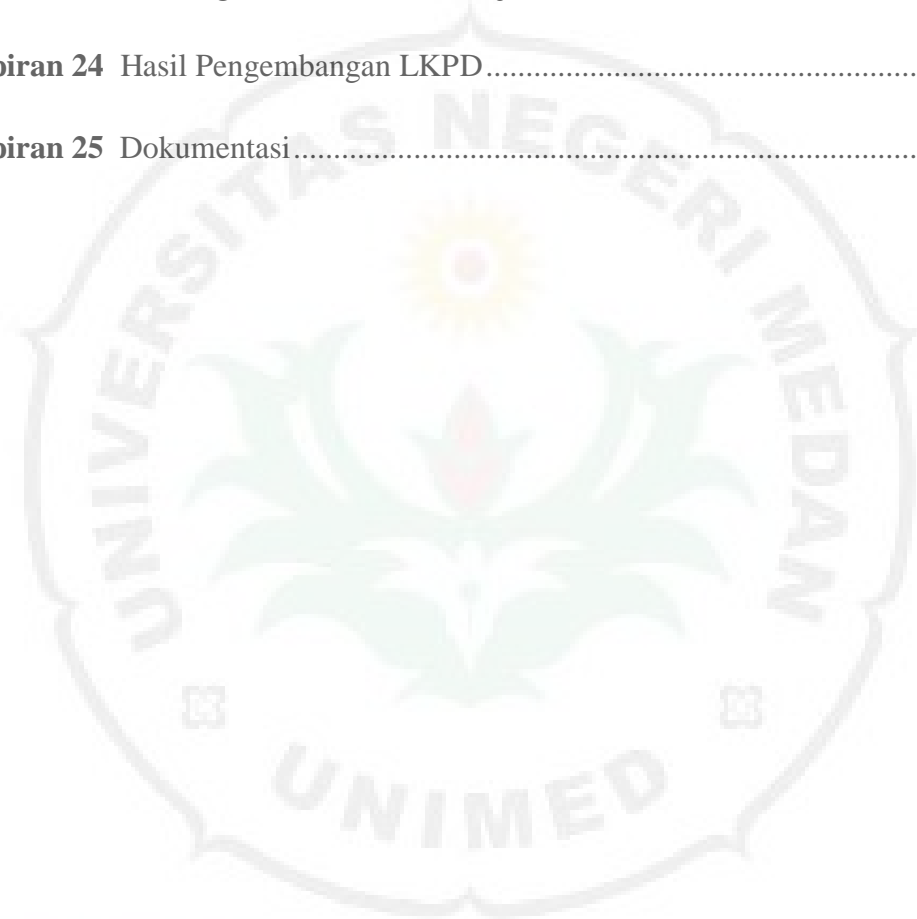 piran 24 Hasil Pengembangan LKPD
piran 25 Dokumentasi
UNIVERSITAS NEGERI MEDAN
UNIMED